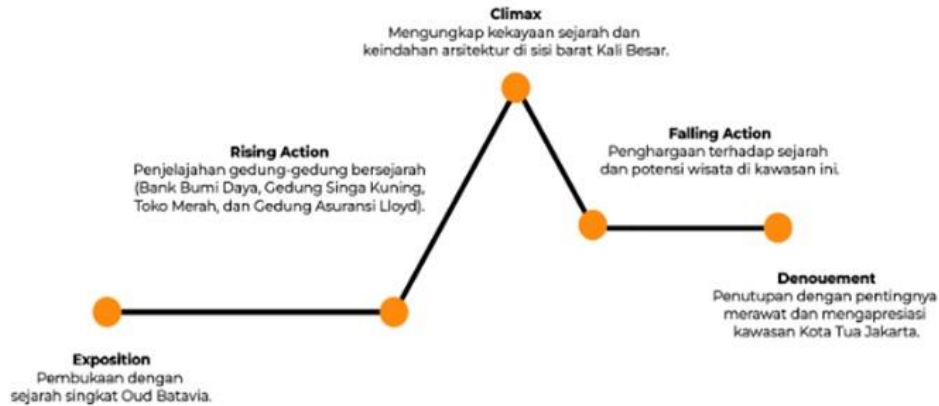 Climax
Mengungkap kekayaan sejarah dan
keindahan arsitektur di sisi barat Kali Besar.
Rising Action
Penjelajahan gedung-gedung bersejarah
(Bank Bumi Daya, Gedung Singa Kuning,
Toko Merah, dan Gedung Asuransi Lloyd).
Falling Action
Penghargaan terhadap sejarah
dan potensi wisata di kawasan ini.
Exposition
Pembukaan dengan
sejarah singkat Oud Batavia.
Denouement
Penutupan dengan pentingnya
merawat dan mengapresiasi
kawasan Kota Tua Jakarta.